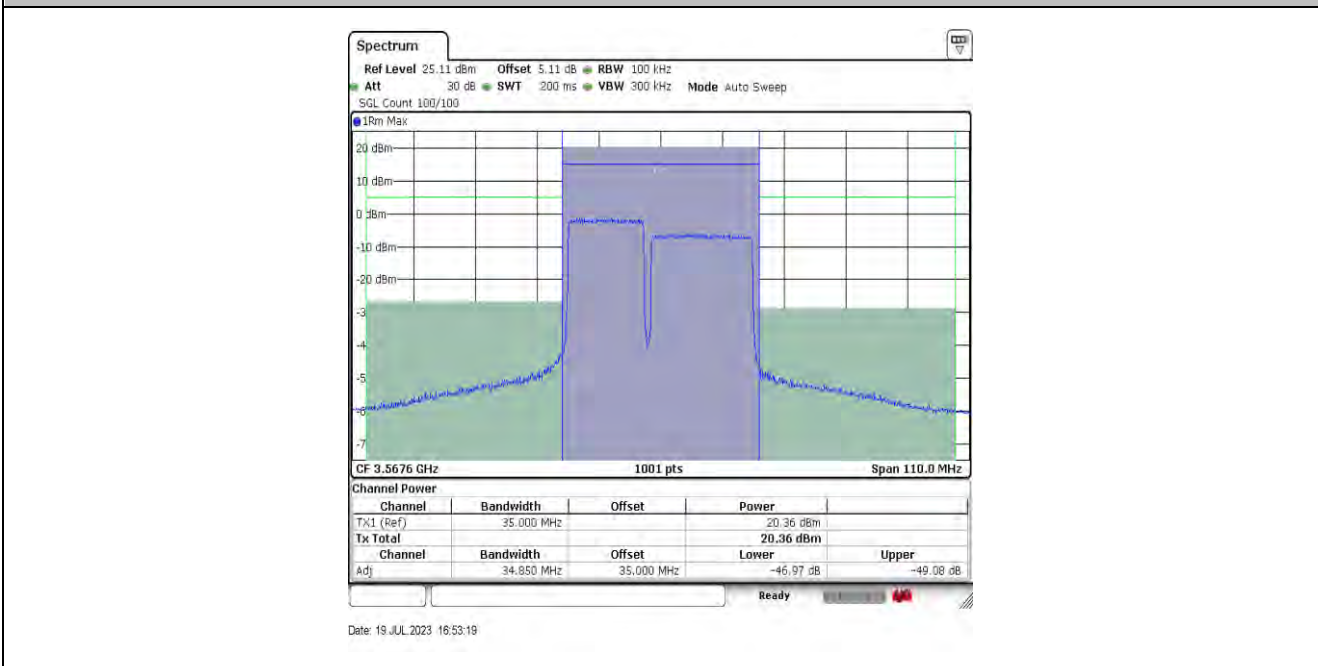 Spectrum
Ref Level 25.11 dBm Offset 5.11 dB RBW 100 kHz
Att 30 dB SWT 200 ms VBW 300 kHz Mode Auto Sweep
SGL Count 100/100
1Rm Max
20 dBm
10 dBm
0 dBm
-10 dBm
-20 dBm
-3
-4
-5
-6
-7
CF 3.5676 GHz 1001 pts Span 110.0 MHz
Channel Power
Channel Bandwidth Offset Power
TX1 (Ref) 35.000 MHz 20.36 dBm
Tx Total 20.36 dBm
Channel Bandwidth Offset Lower Upper
Adj 34.850 MHz 35.000 MHz -46.97 dB -49.08 dB
Ready
Date: 19.JUL.2023 16:53:19